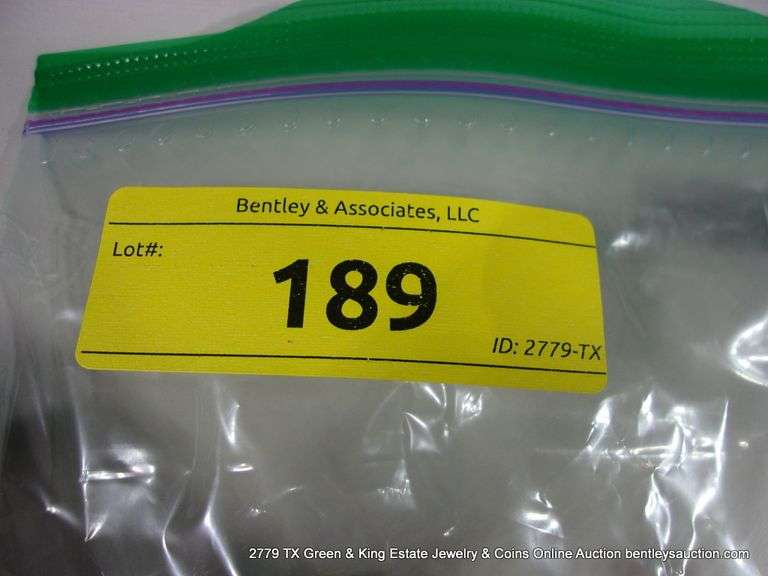 Bentley & Associates, LLC
Lot#:
189
ID: 2779-TX
2779 TX Green & King Estate Jewelry & Coins Online Auction bentleysauction.com